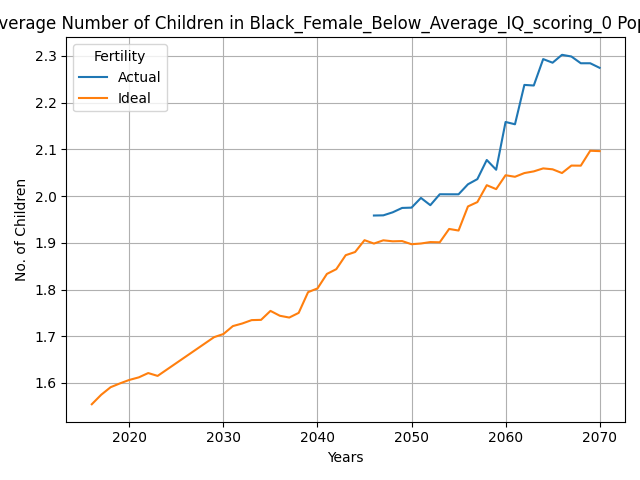 verage Number of Children in Black_Female_Below_Average_IQ_scoring_0 Pop
Fertility
Actual
Ideal
2.3
2.2
2.1
2.0
1.9
1.8
1.7
1.6
No. of Children
2020 2030 2040 2050 2060 2070
Years